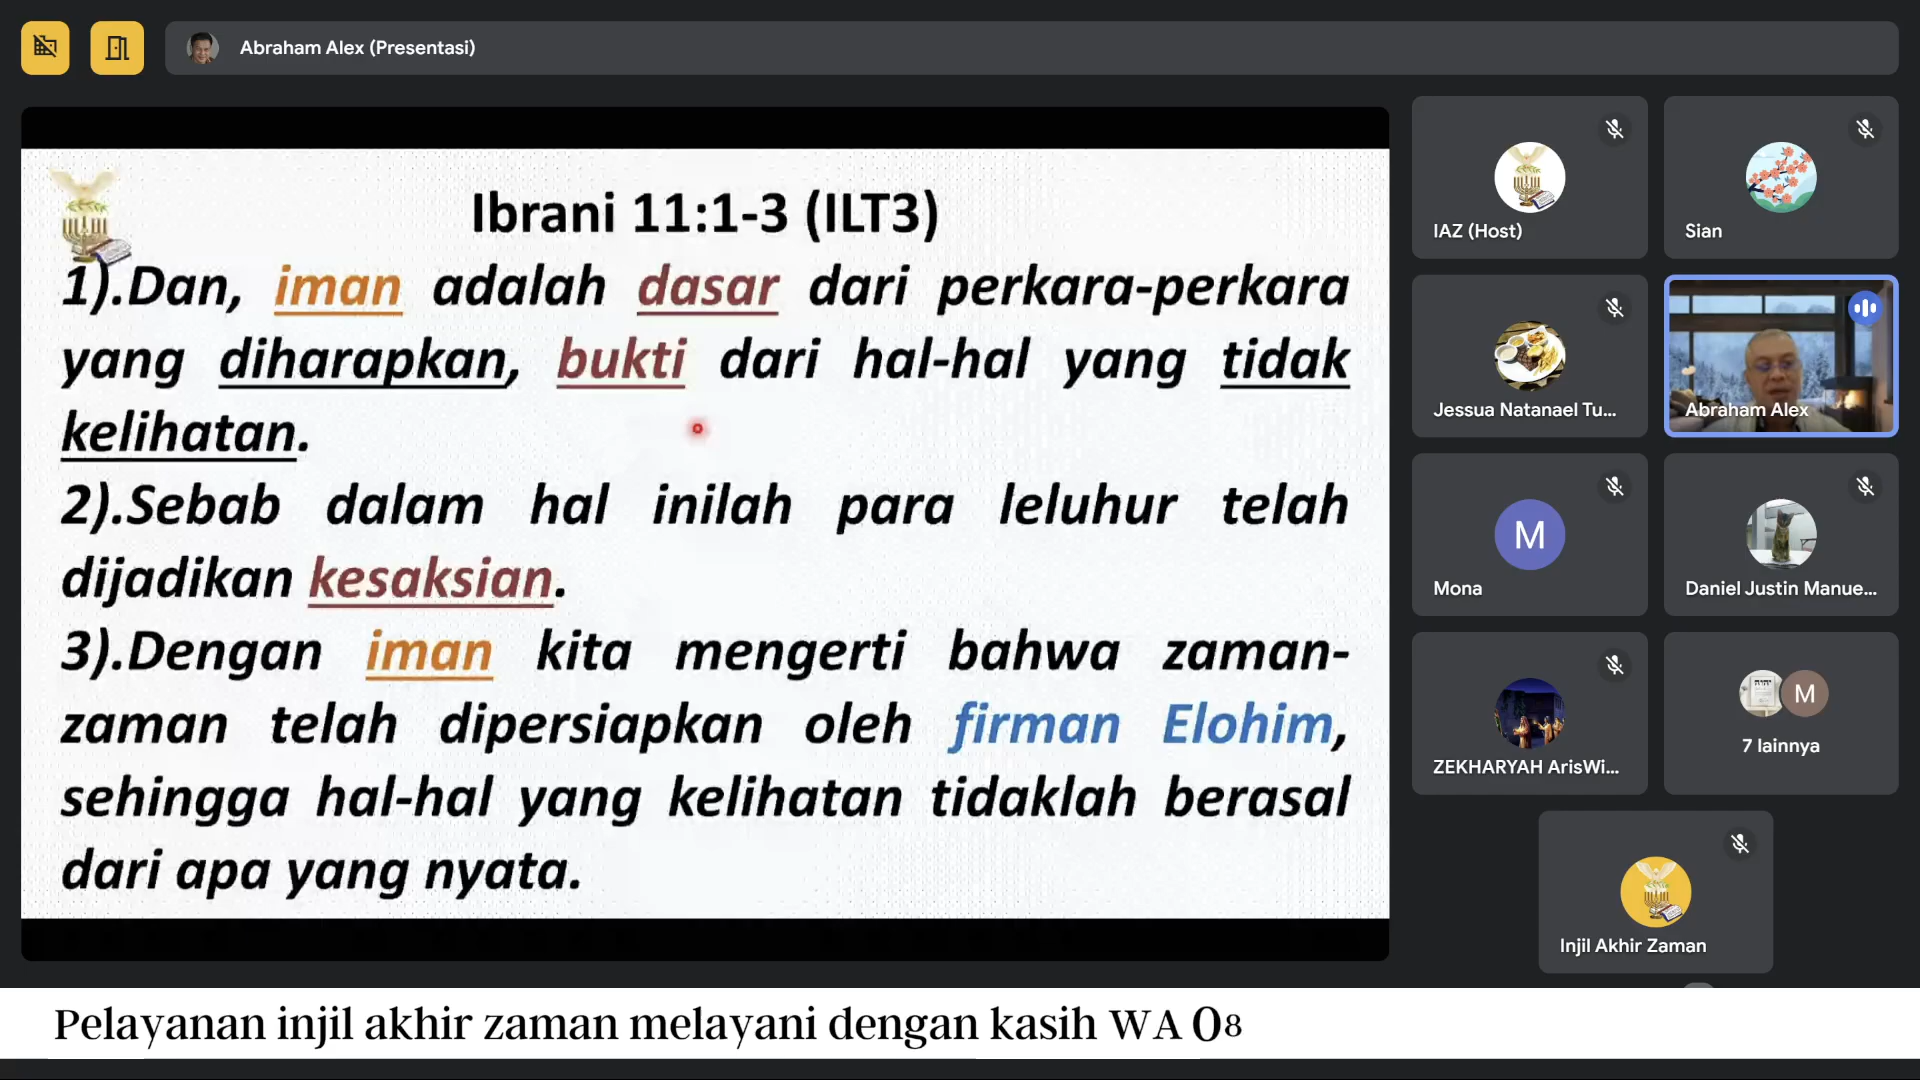 Abraham Alex (Presentasi)
Ibrani 11:1-3 (ILT3)
1).Dan, iman adalah dasar dari perkara-perkara
yang diharapkan, bukti dari hal-hal yang tidak
kelihatan.
2).Sebab dalam hal inilah para leluhur telah
dijadikan kesaksian.
3).Dengan iman kita mengerti bahwa zaman-
zaman telah dipersiapkan oleh firman Elohim,
sehingga hal-hal yang kelihatan tidaklah berasal
dari apa yang nyata.
IAZ (Host)
Sian
Jessua Natanael Tu...
Abraham Alex
M
Mona
Daniel Justin Manue...
ZEKHARYAH ArisWi...
יהוה
M
7 lainnya
Injil Akhir Zaman
Pelayanan injil akhir zaman melayani dengan kasih WA 08